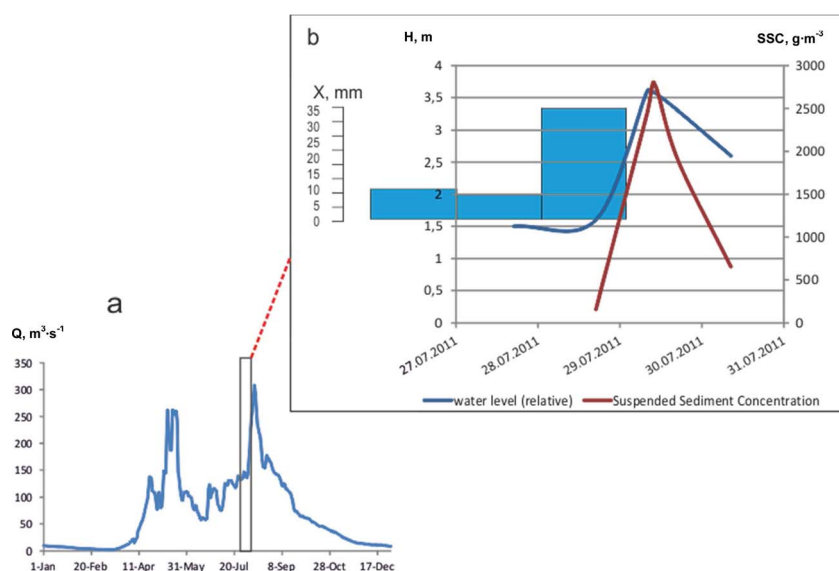 b
H, m
SSC, g·m⁻³
X, mm
35
30
25
20
15
10
5
0
4
3,5
3
2,5
2
1,5
1
0,5
0
3000
2500
2000
1500
1000
500
0
27.07.2011
28.07.2011
29.07.2011
30.07.2011
31.07.2011
water level (relative)
Suspended Sediment Concentration
a
Q, m³·s⁻¹
350
300
250
200
150
100
50
0
1-Jan
20-Feb
11-Apr
31-May
20-Jul
8-Sep
28-Oct
17-Dec